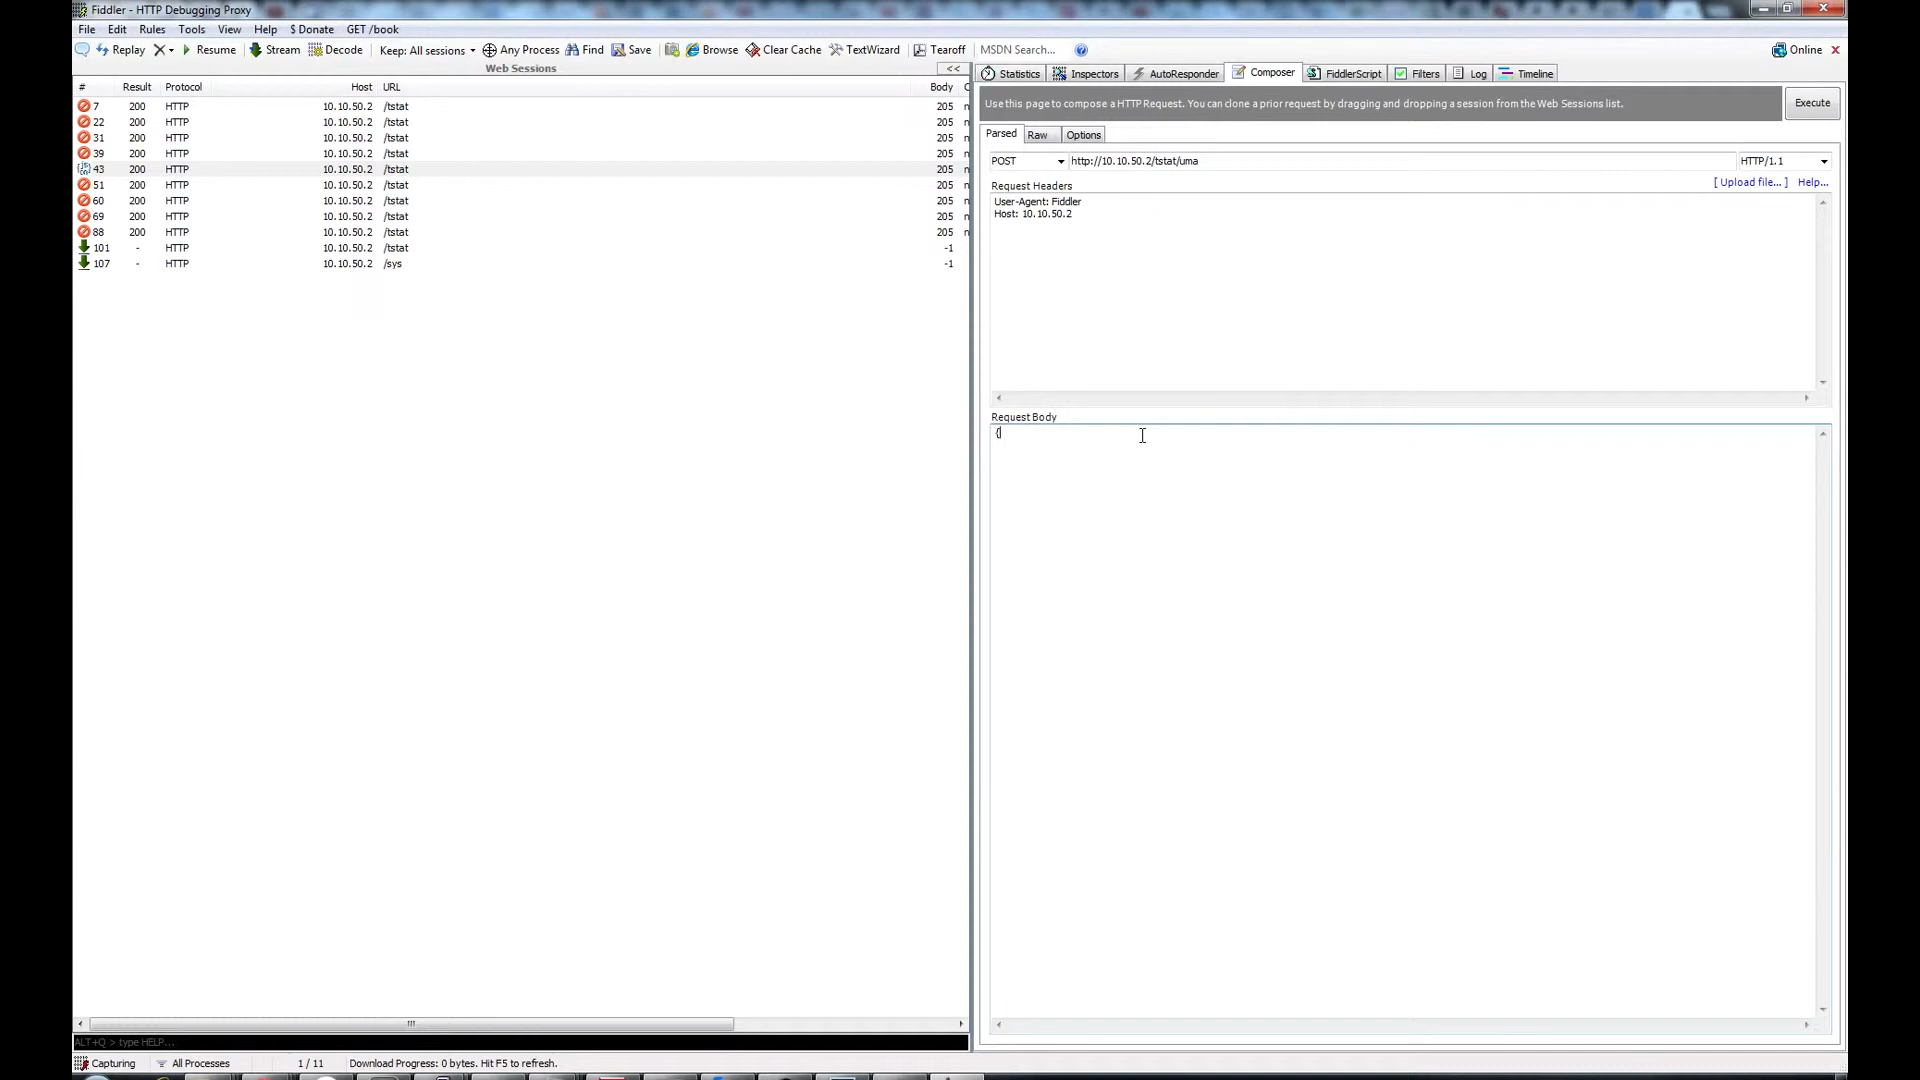 Fiddler - HTTP Debugging Proxy
File Edit Rules Tools View Help $ Donate GET /book
Replay Resume Stream Decode Keep: All sessions Any Process Find Save Browse Clear Cache TextWizard Tearoff MSDN Search... Online
Web Sessions <<
# Result Protocol Host URL Body C
7 200 HTTP 10.10.50.2 /tstat 205 n
22 200 HTTP 10.10.50.2 /tstat 205 n
31 200 HTTP 10.10.50.2 /tstat 205 n
39 200 HTTP 10.10.50.2 /tstat 205 n
43 200 HTTP 10.10.50.2 /tstat 205 n
51 200 HTTP 10.10.50.2 /tstat 205 n
60 200 HTTP 10.10.50.2 /tstat 205 n
69 200 HTTP 10.10.50.2 /tstat 205 n
88 200 HTTP 10.10.50.2 /tstat 205 n
101 - HTTP 10.10.50.2 /tstat -1
107 - HTTP 10.10.50.2 /sys -1
Statistics Inspectors AutoResponder Composer FiddlerScript Filters Log Timeline
Use this page to compose a HTTP Request. You can clone a prior request by dragging and dropping a session from the Web Sessions list.
Execute
Parsed Raw Options
POST http://10.10.50.2/tstat/uma HTTP/1.1
Request Headers [ Upload file... ] Help...
User-Agent: Fiddler
Host: 10.10.50.2
Request Body
{
ALT+Q > type HELP...
Capturing All Processes 1 / 11 Download Progress: 0 bytes. Hit F5 to refresh.